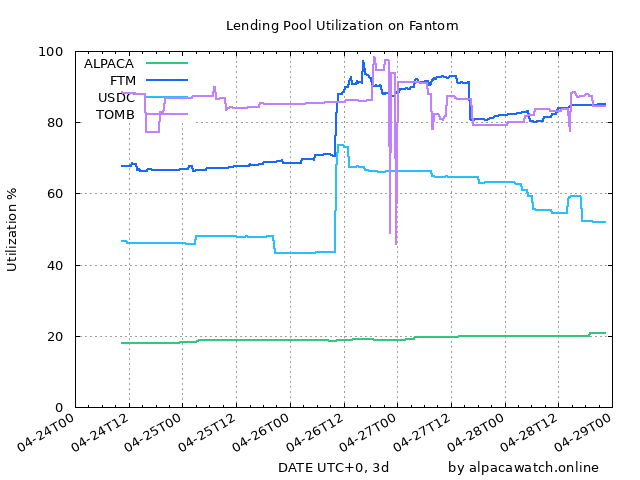 Lending Pool Utilization on Fantom
ALPACA
FTM
USDC
TOMB
Utilization %
100
80
60
40
20
0
04-24T00
04-24T12
04-25T00
04-25T12
04-26T00
04-26T12
04-27T00
04-27T12
04-28T00
04-28T12
04-29T00
DATE UTC+0, 3d
by alpacawatch.online